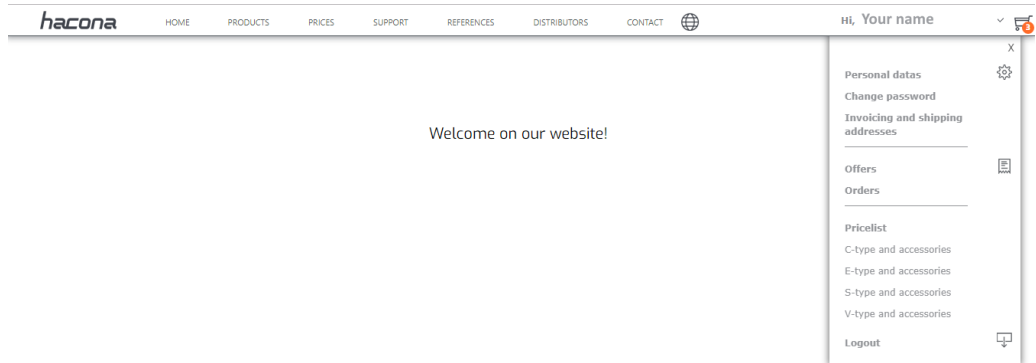 hacona HOME PRODUCTS PRICES SUPPORT REFERENCES DISTRIBUTORS CONTACT Hi, Your name 3
X
Personal datas
Change password
Welcome on our website!
Invoicing and shipping
addresses
Offers
Orders
Pricelist
C-type and accessories
E-type and accessories
S-type and accessories
V-type and accessories
Logout